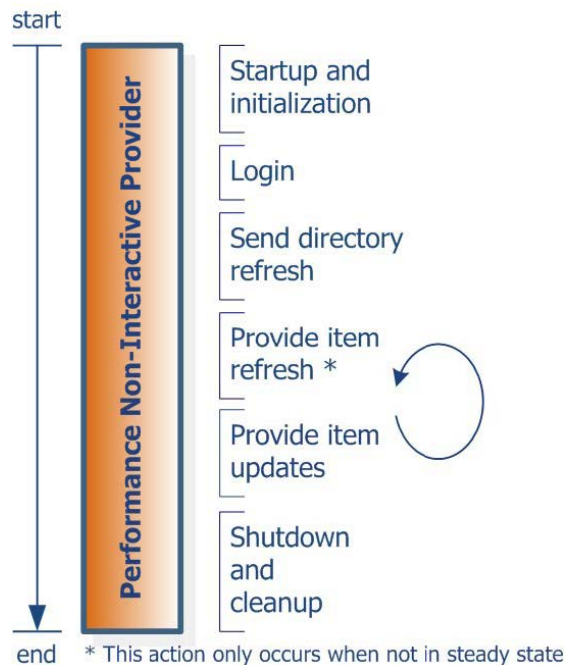 start
Performance Non-Interactive Provider
Startup and
initialization
Login
Send directory
refresh
Provide item
refresh *
Provide item
updates
Shutdown
and
cleanup
end
* This action only occurs when not in steady state